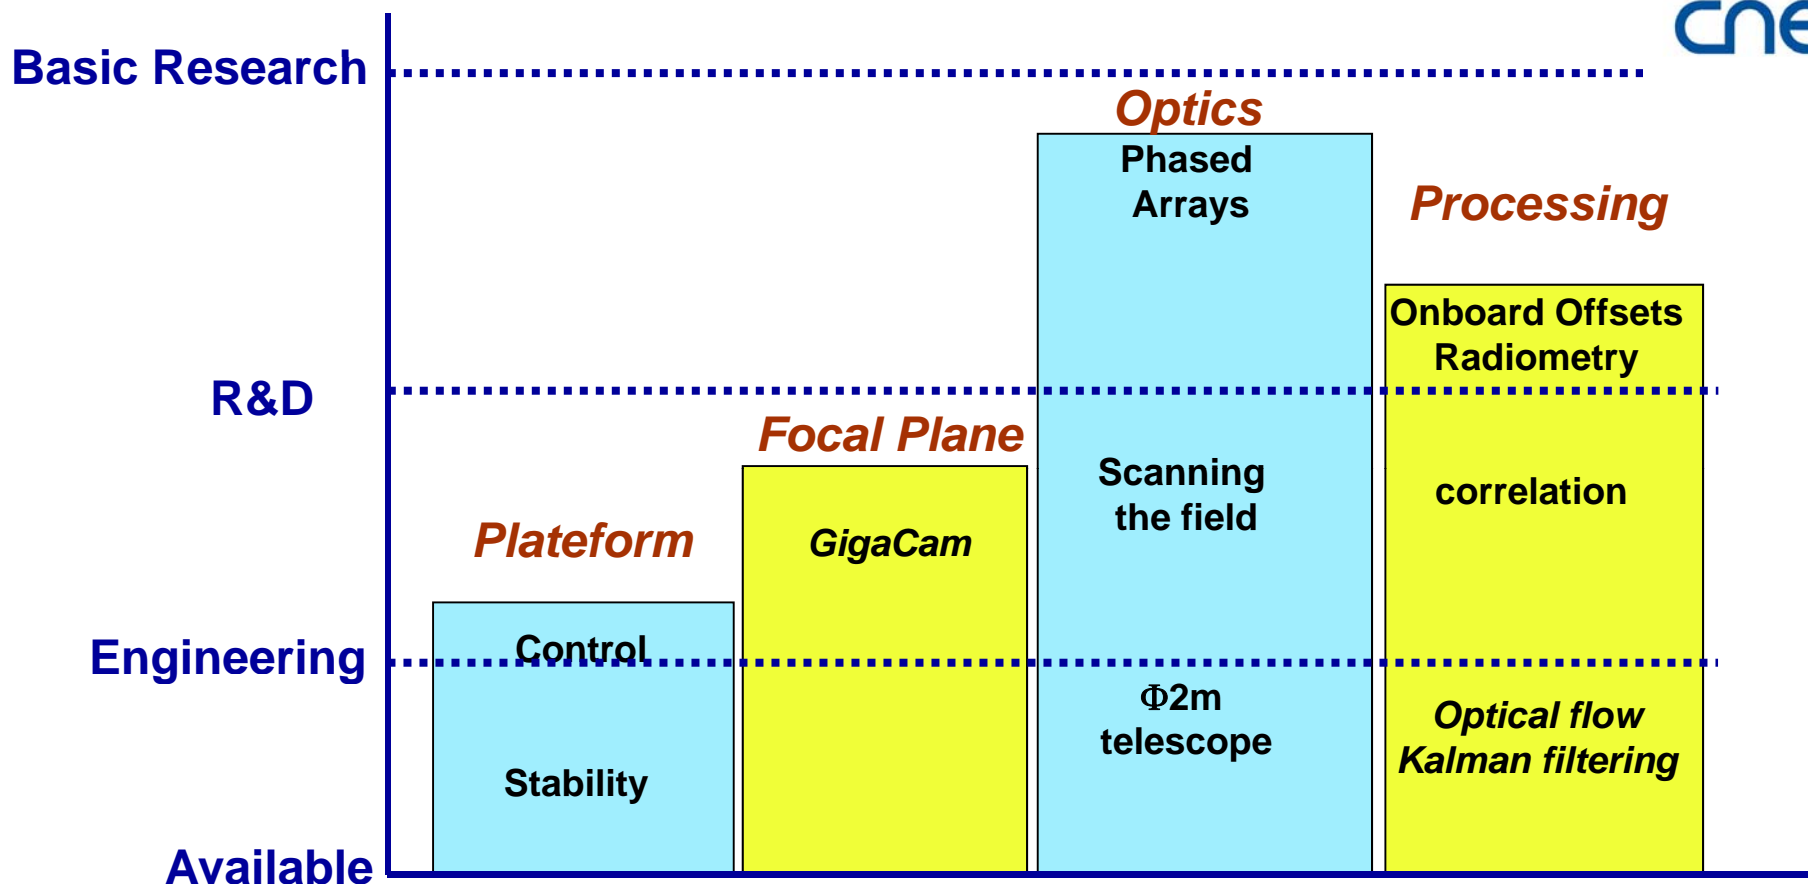 cne
Basic Research
Optics
Phased
Arrays
Processing
Onboard Offsets
Radiometry
R&D
Focal Plane
Scanning
the field
correlation
Plateform
GigaCam
Control
Engineering
Φ2m
telescope
Optical flow
Kalman filtering
Stability
Available